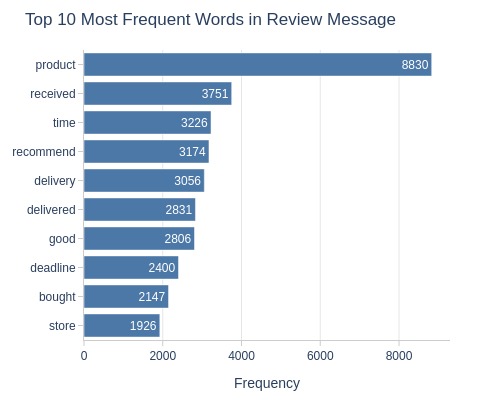 Top 10 Most Frequent Words in Review Message
product 8830
received 3751
time 3226
recommend 3174
delivery 3056
delivered 2831
good 2806
deadline 2400
bought 2147
store 1926
0 2000 4000 6000 8000
Frequency